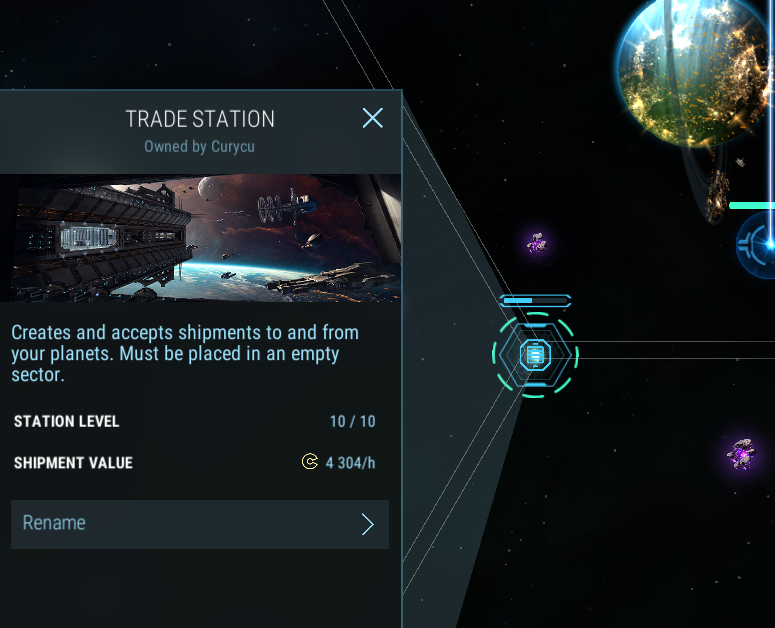 TRADE STATION
Owned by Curycu
Creates and accepts shipments to and from
your planets. Must be placed in an empty
sector.
STATION LEVEL 10 / 10
SHIPMENT VALUE 4 304/h
Rename